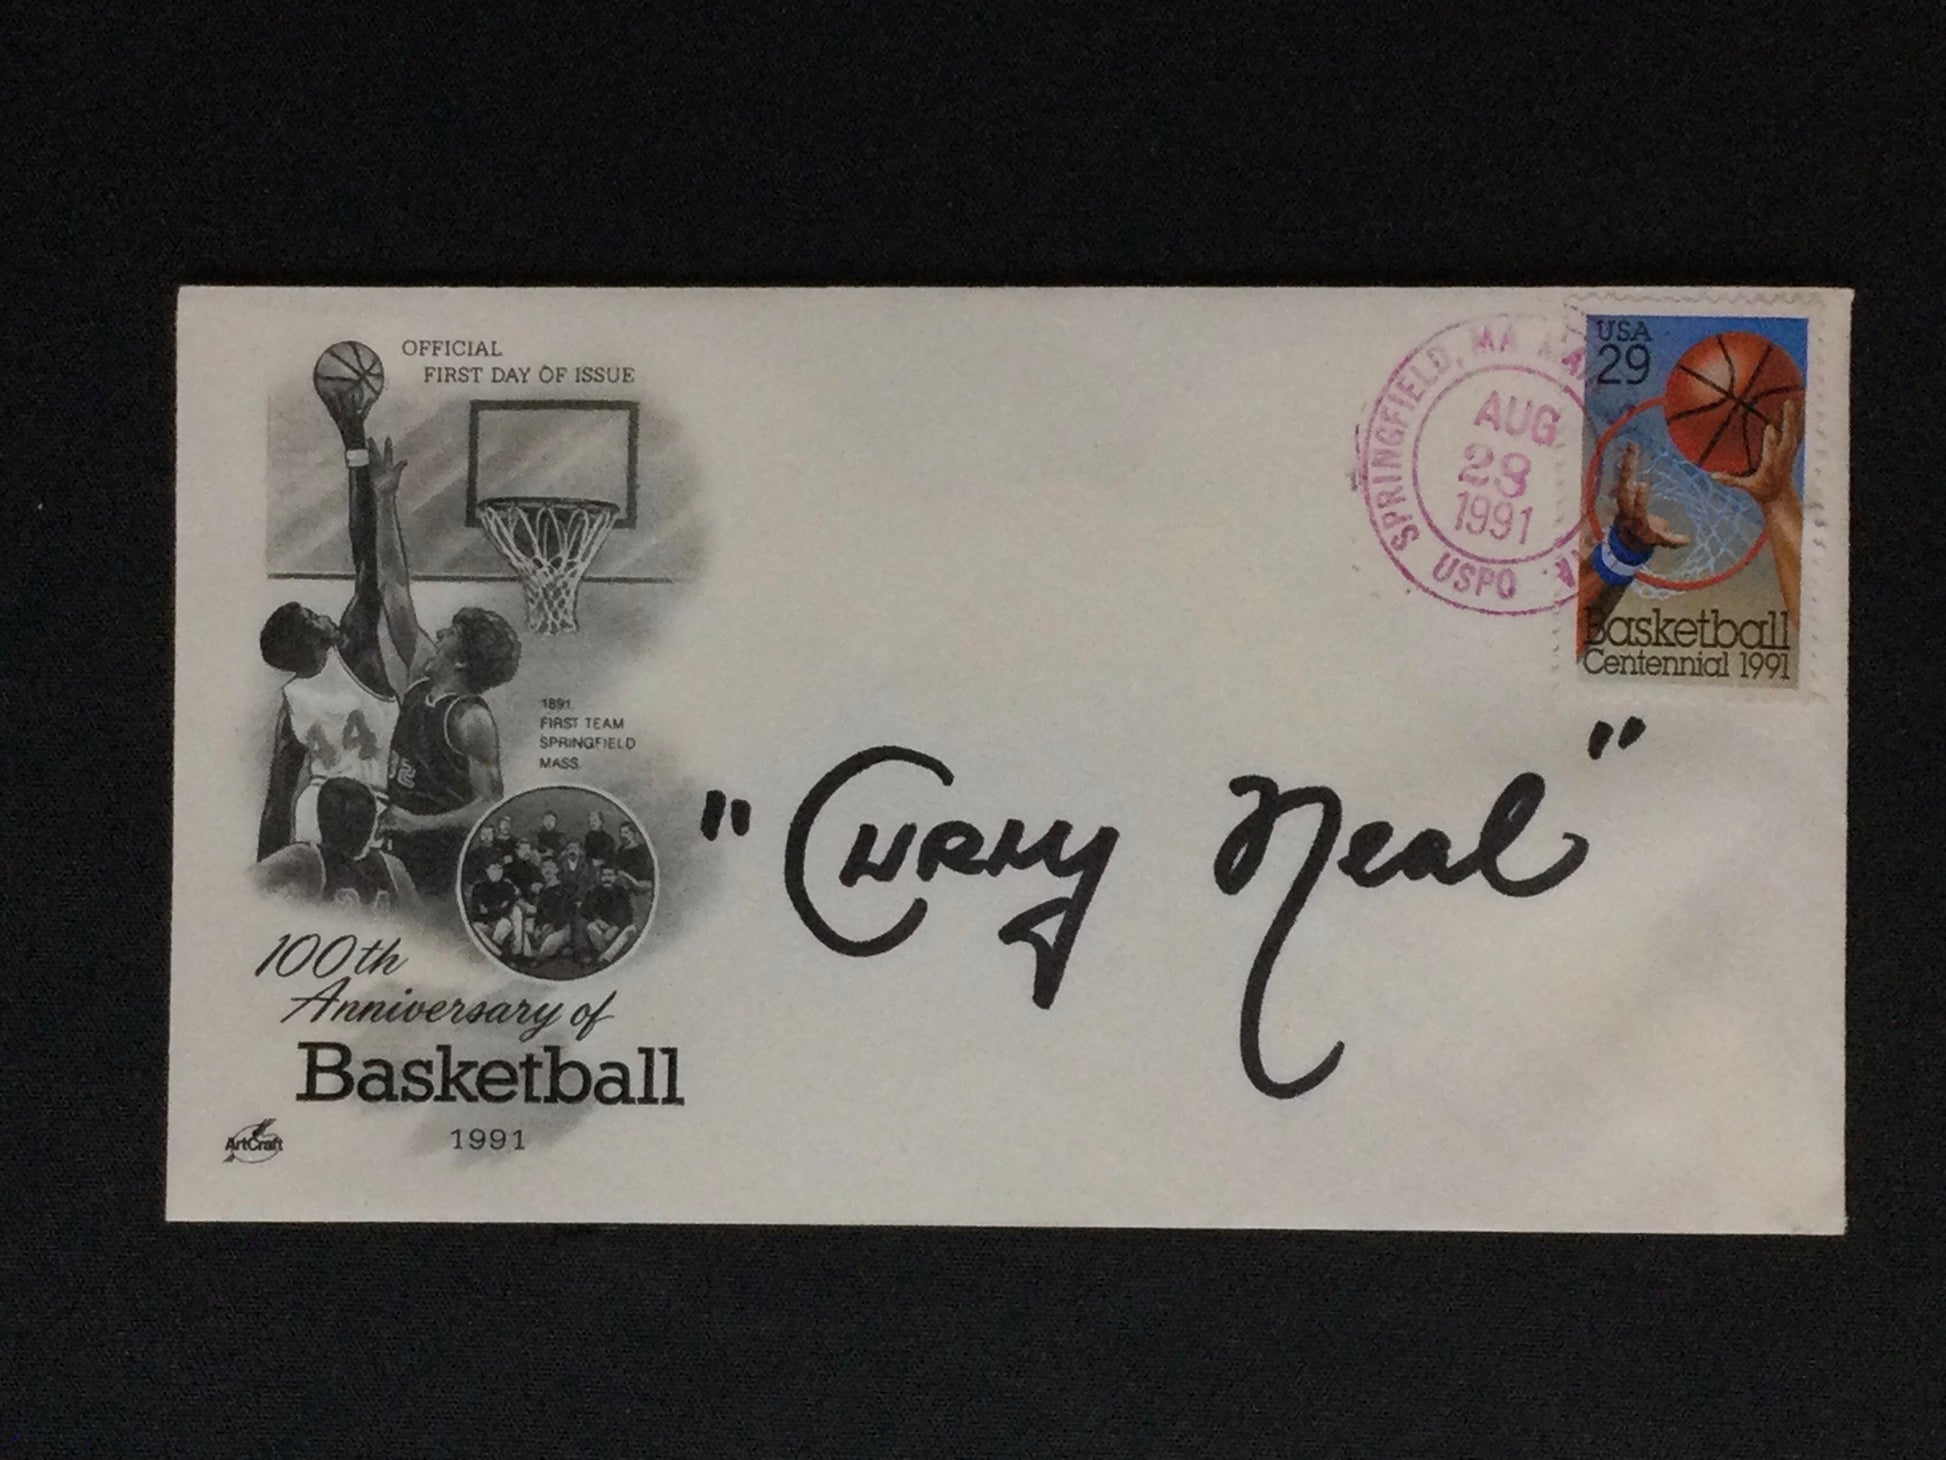 OFFICIAL
FIRST DAY OF ISSUE
1891
FIRST TEAM
SPRINGFIELD
MASS.
44
100th
Anniversary of
Basketball
1991
ArtCraft
SPRINGFIELD, MA
AUG
28
1991
USPO
USA
29
Basketball
Centennial 1991
"Curly Neal"